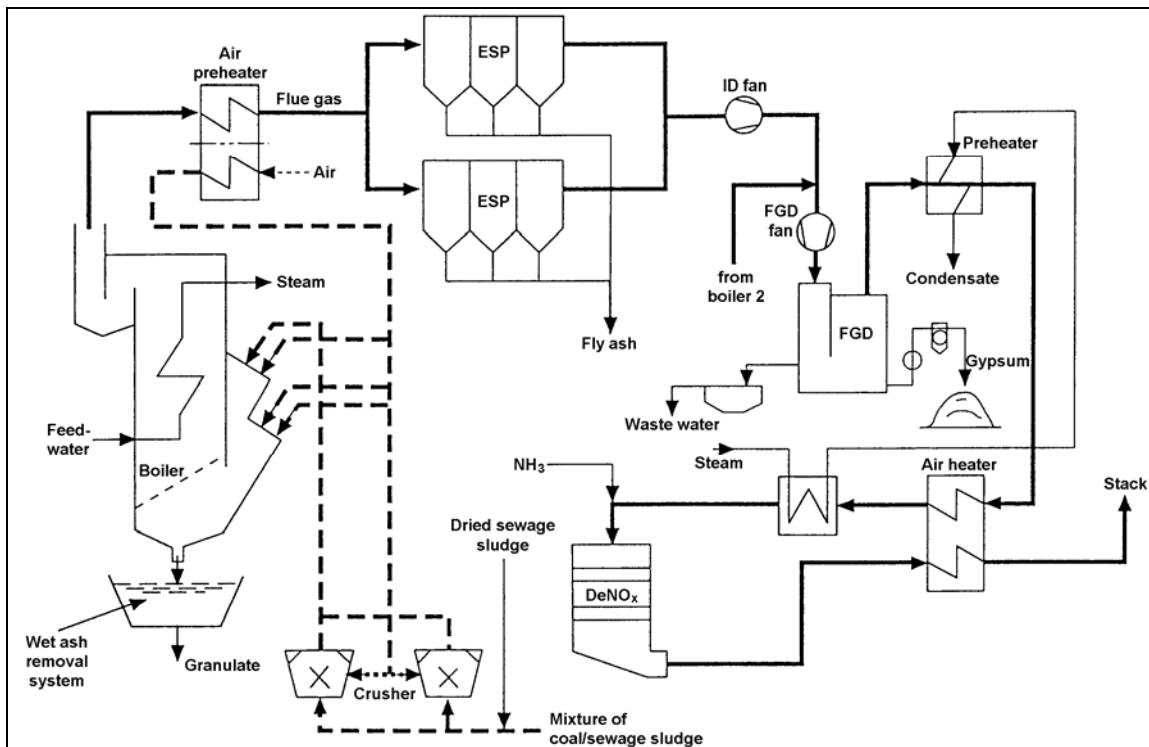 Air
preheater
Flue gas
Air
ESP
ESP
Fly ash
ID fan
FGD
fan
from
boiler 2
Preheater
Condensate
FGD
Gypsum
Waste water
Steam
Feed-
water
Boiler
Wet ash
removal
system
Granulate
Crusher
Dried sewage
sludge
Mixture of
coal/sewage sludge
NH₃
Steam
DeNOₓ
Air heater
Stack